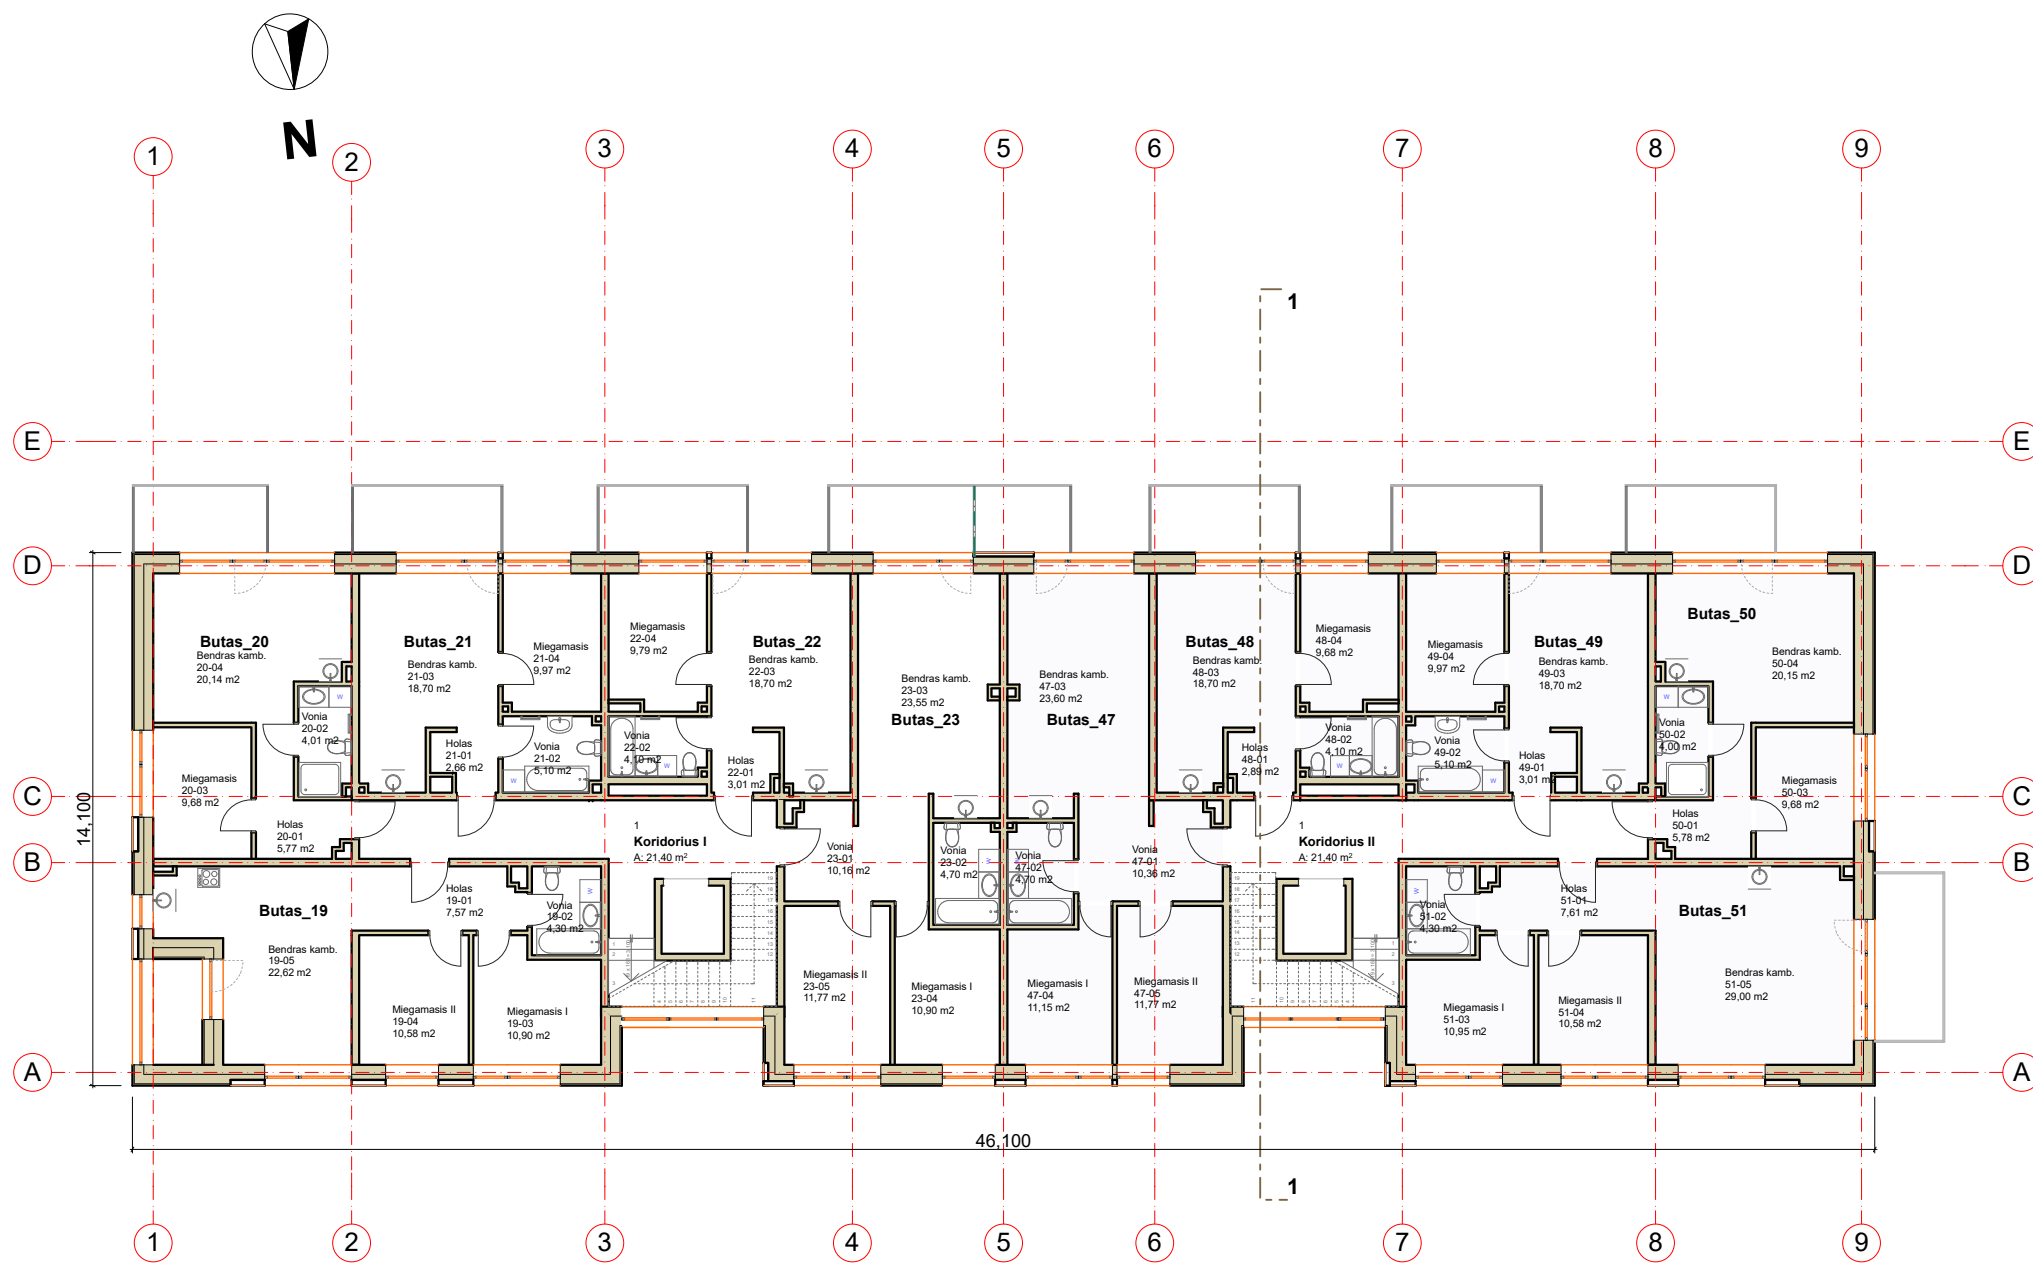 N
1 2 3 4 5 6 7 8 9
1
E E
D D
Butas_20
Bendras kamb.
20-04
20,14 m2
Vonia
20-02
4,01 m2
Miegamasis
20-03
9,68 m2
Holas
20-01
5,77 m2
Butas_21
Bendras kamb.
21-03
18,70 m2
Miegamasis
21-04
9,97 m2
Holas
21-01
2,66 m2
Vonia
21-02
5,10 m2
Miegamasis
22-04
9,79 m2
Butas_22
Bendras kamb.
22-03
18,70 m2
Vonia
22-02
4,10 m2
Holas
22-01
3,01 m2
Bendras kamb.
23-03
23,55 m2
Butas_23
Bendras kamb.
47-03
23,60 m2
Butas_47
Butas_48
Bendras kamb.
48-03
18,70 m2
Miegamasis
48-04
9,68 m2
Holas
48-01
2,89 m2
Vonia
48-02
4,10 m2
Miegamasis
49-04
9,97 m2
Butas_49
Bendras kamb.
49-03
18,70 m2
Vonia
49-02
5,10 m2
Holas
49-01
3,01 m2
Butas_50
Bendras kamb.
50-04
20,15 m2
Vonia
50-02
4,00 m2
Miegamasis
50-03
9,68 m2
Holas
50-01
5,78 m2
C C
14,100
B B
1
Koridorius I
A: 21,40 m²
1
Koridorius II
A: 21,40 m²
Butas_19
Bendras kamb.
19-05
22,62 m2
Holas
19-01
7,57 m2
Vonia
19-02
4,30 m2
Miegamasis II
19-04
10,58 m2
Miegamasis I
19-03
10,90 m2
Vonia
23-01
10,16 m2
Vonia
23-02
4,70 m2
Miegamasis II
23-05
11,77 m2
Miegamasis I
23-04
10,90 m2
Vonia
47-02
4,70 m2
Vonia
47-01
10,36 m2
Miegamasis I
47-04
11,15 m2
Miegamasis II
47-05
11,77 m2
Vonia
51-02
4,30 m2
Holas
51-01
7,61 m2
Butas_51
Bendras kamb.
51-05
29,00 m2
Miegamasis I
51-03
10,95 m2
Miegamasis II
51-04
10,58 m2
A A
46,100
1
1 2 3 4 5 6 7 8 9